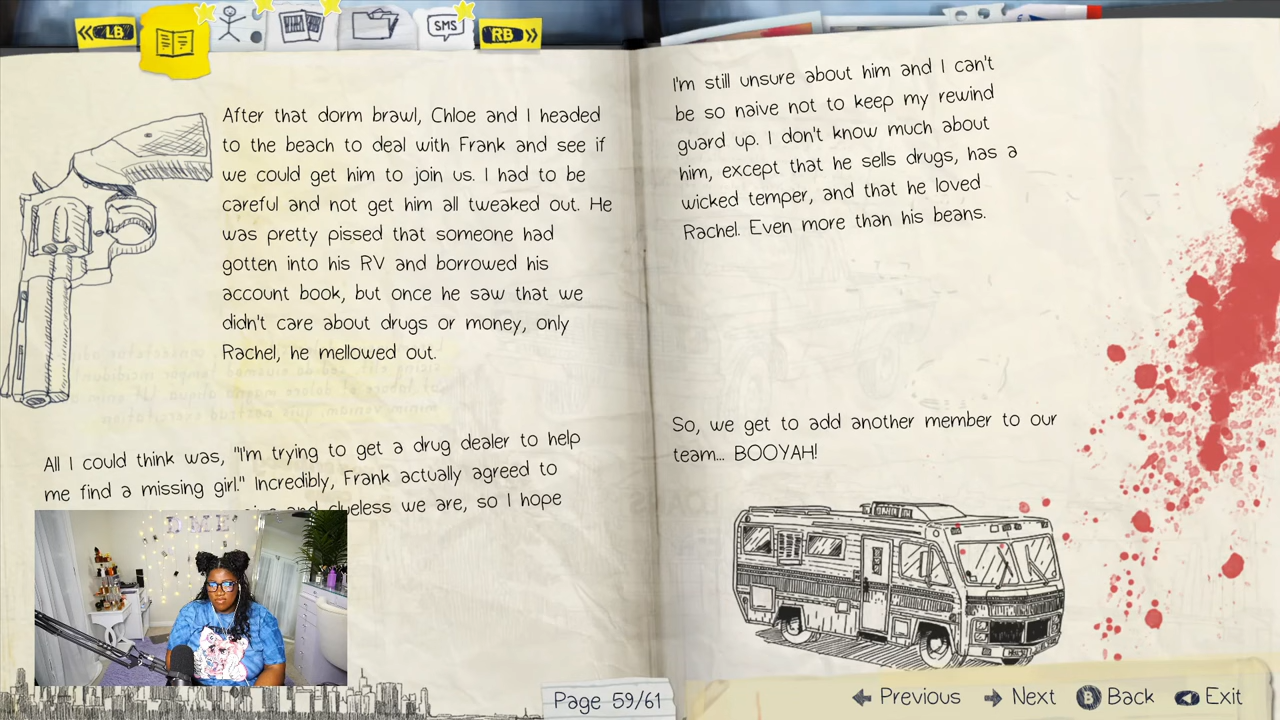 LB
SMS
RB
After that dorm brawl, Chloe and I headed
to the beach to deal with Frank and see if
we could get him to join us. I had to be
careful and not get him all tweaked out. He
was pretty pissed that someone had
gotten into his RV and borrowed his
account book, but once he saw that we
didn't care about drugs or money, only
Rachel, he mellowed out.
All I could think was, "I'm trying to get a drug dealer to help
me find a missing girl." Incredibly, Frank actually agreed to
and clueless we are, so I hope
I'm still unsure about him and I can't
be so naive not to keep my rewind
guard up. I don't know much about
him, except that he sells drugs, has a
wicked temper, and that he loved
Rachel. Even more than his beans.
So, we get to add another member to our
team... BOOYAH!
Page 59/61
Previous
Next
B Back
Exit